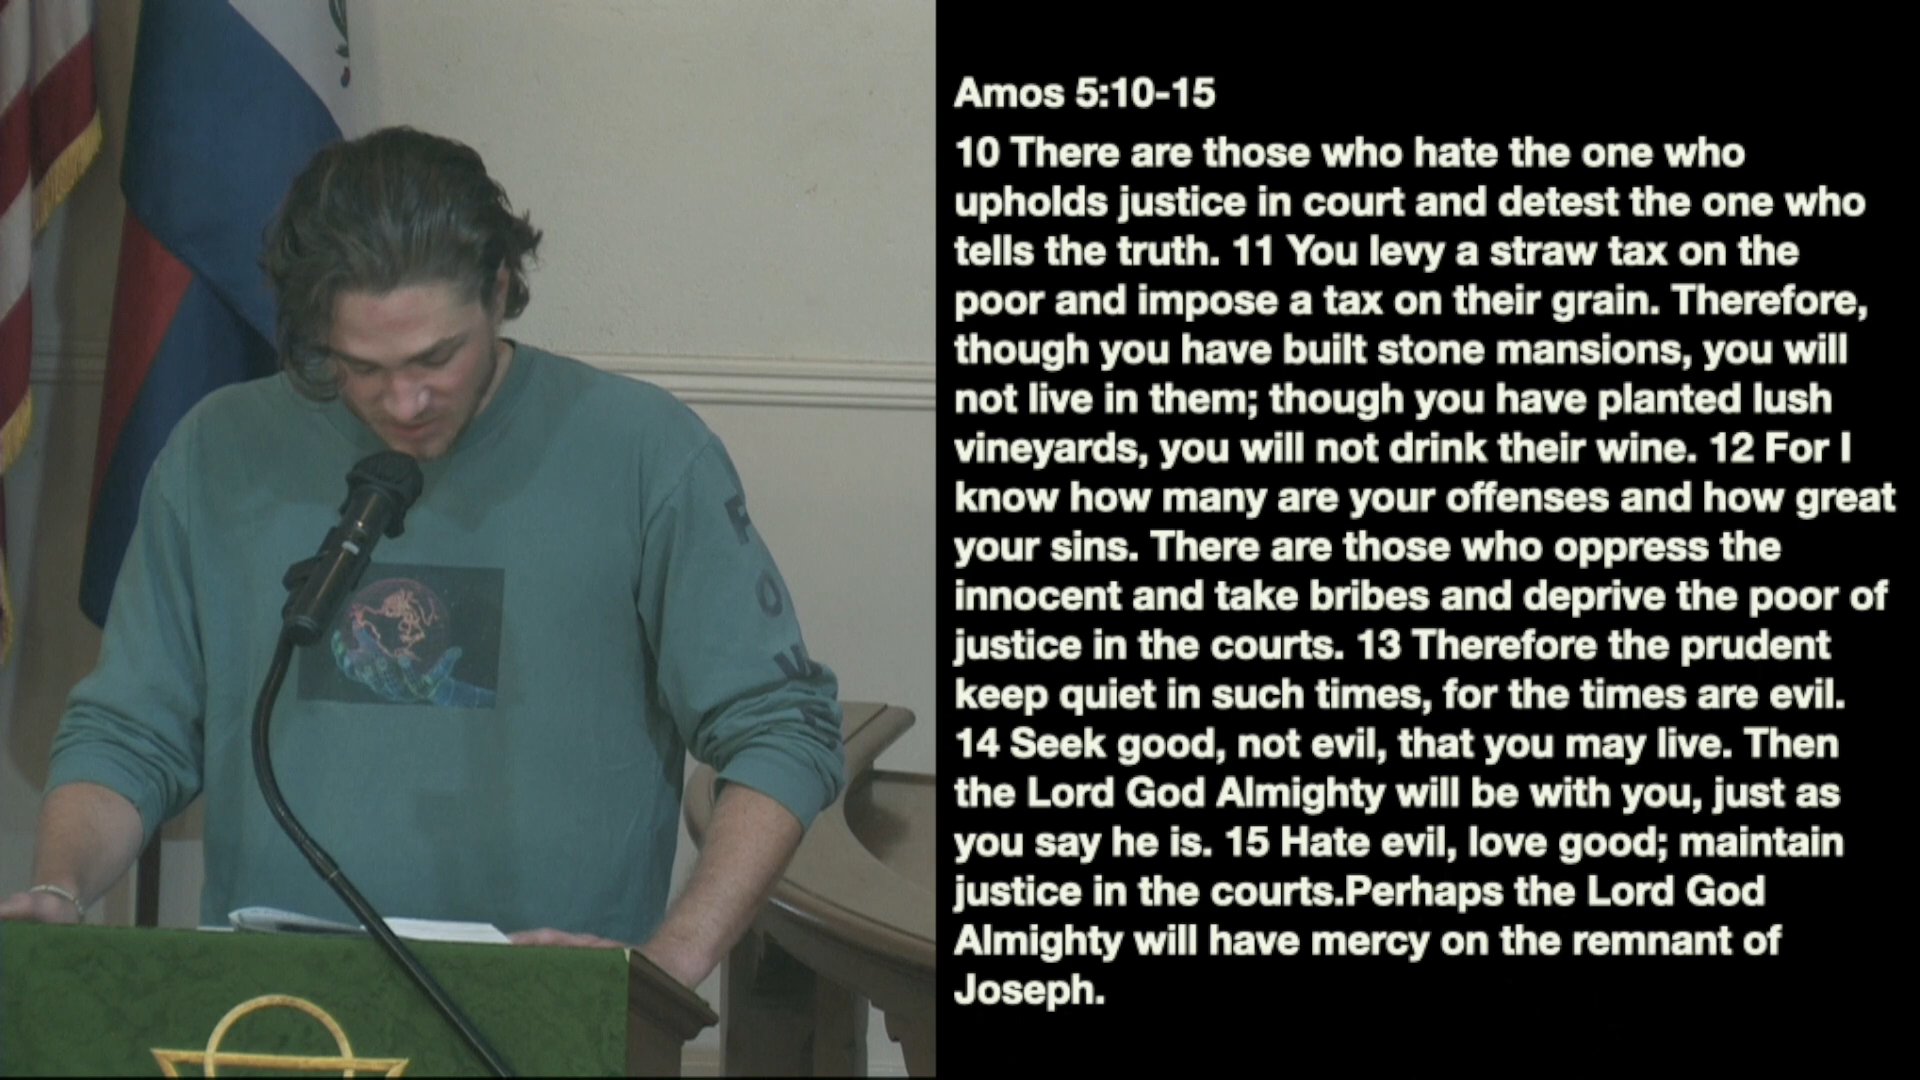 Amos 5:10-15
10 There are those who hate the one who
upholds justice in court and detest the one who
tells the truth. 11 You levy a straw tax on the
poor and impose a tax on their grain. Therefore,
though you have built stone mansions, you will
not live in them; though you have planted lush
vineyards, you will not drink their wine. 12 For I
know how many are your offenses and how great
your sins. There are those who oppress the
innocent and take bribes and deprive the poor of
justice in the courts. 13 Therefore the prudent
keep quiet in such times, for the times are evil.
14 Seek good, not evil, that you may live. Then
the Lord God Almighty will be with you, just as
you say he is. 15 Hate evil, love good; maintain
justice in the courts.Perhaps the Lord God
Almighty will have mercy on the remnant of
Joseph.